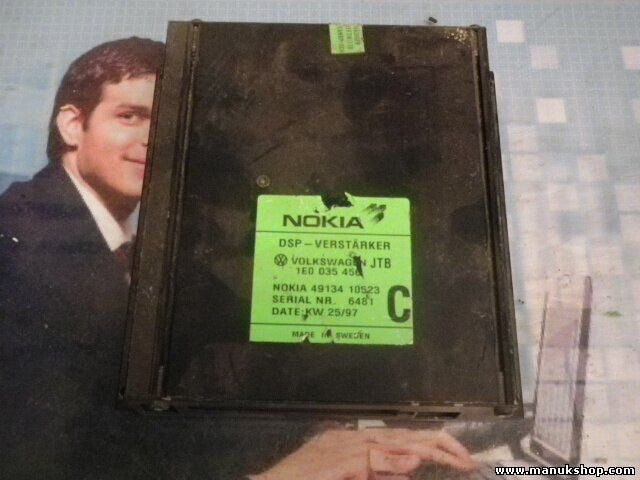 NOKIA
DSP-VERSTÄRKER
VOLKSWAGEN JTB
1E0 035 456
NOKIA 49134 10523
SERIAL NR. 6481
C
DATE: KW 25/97
MADE IN SWEDEN
www.manukshop.com